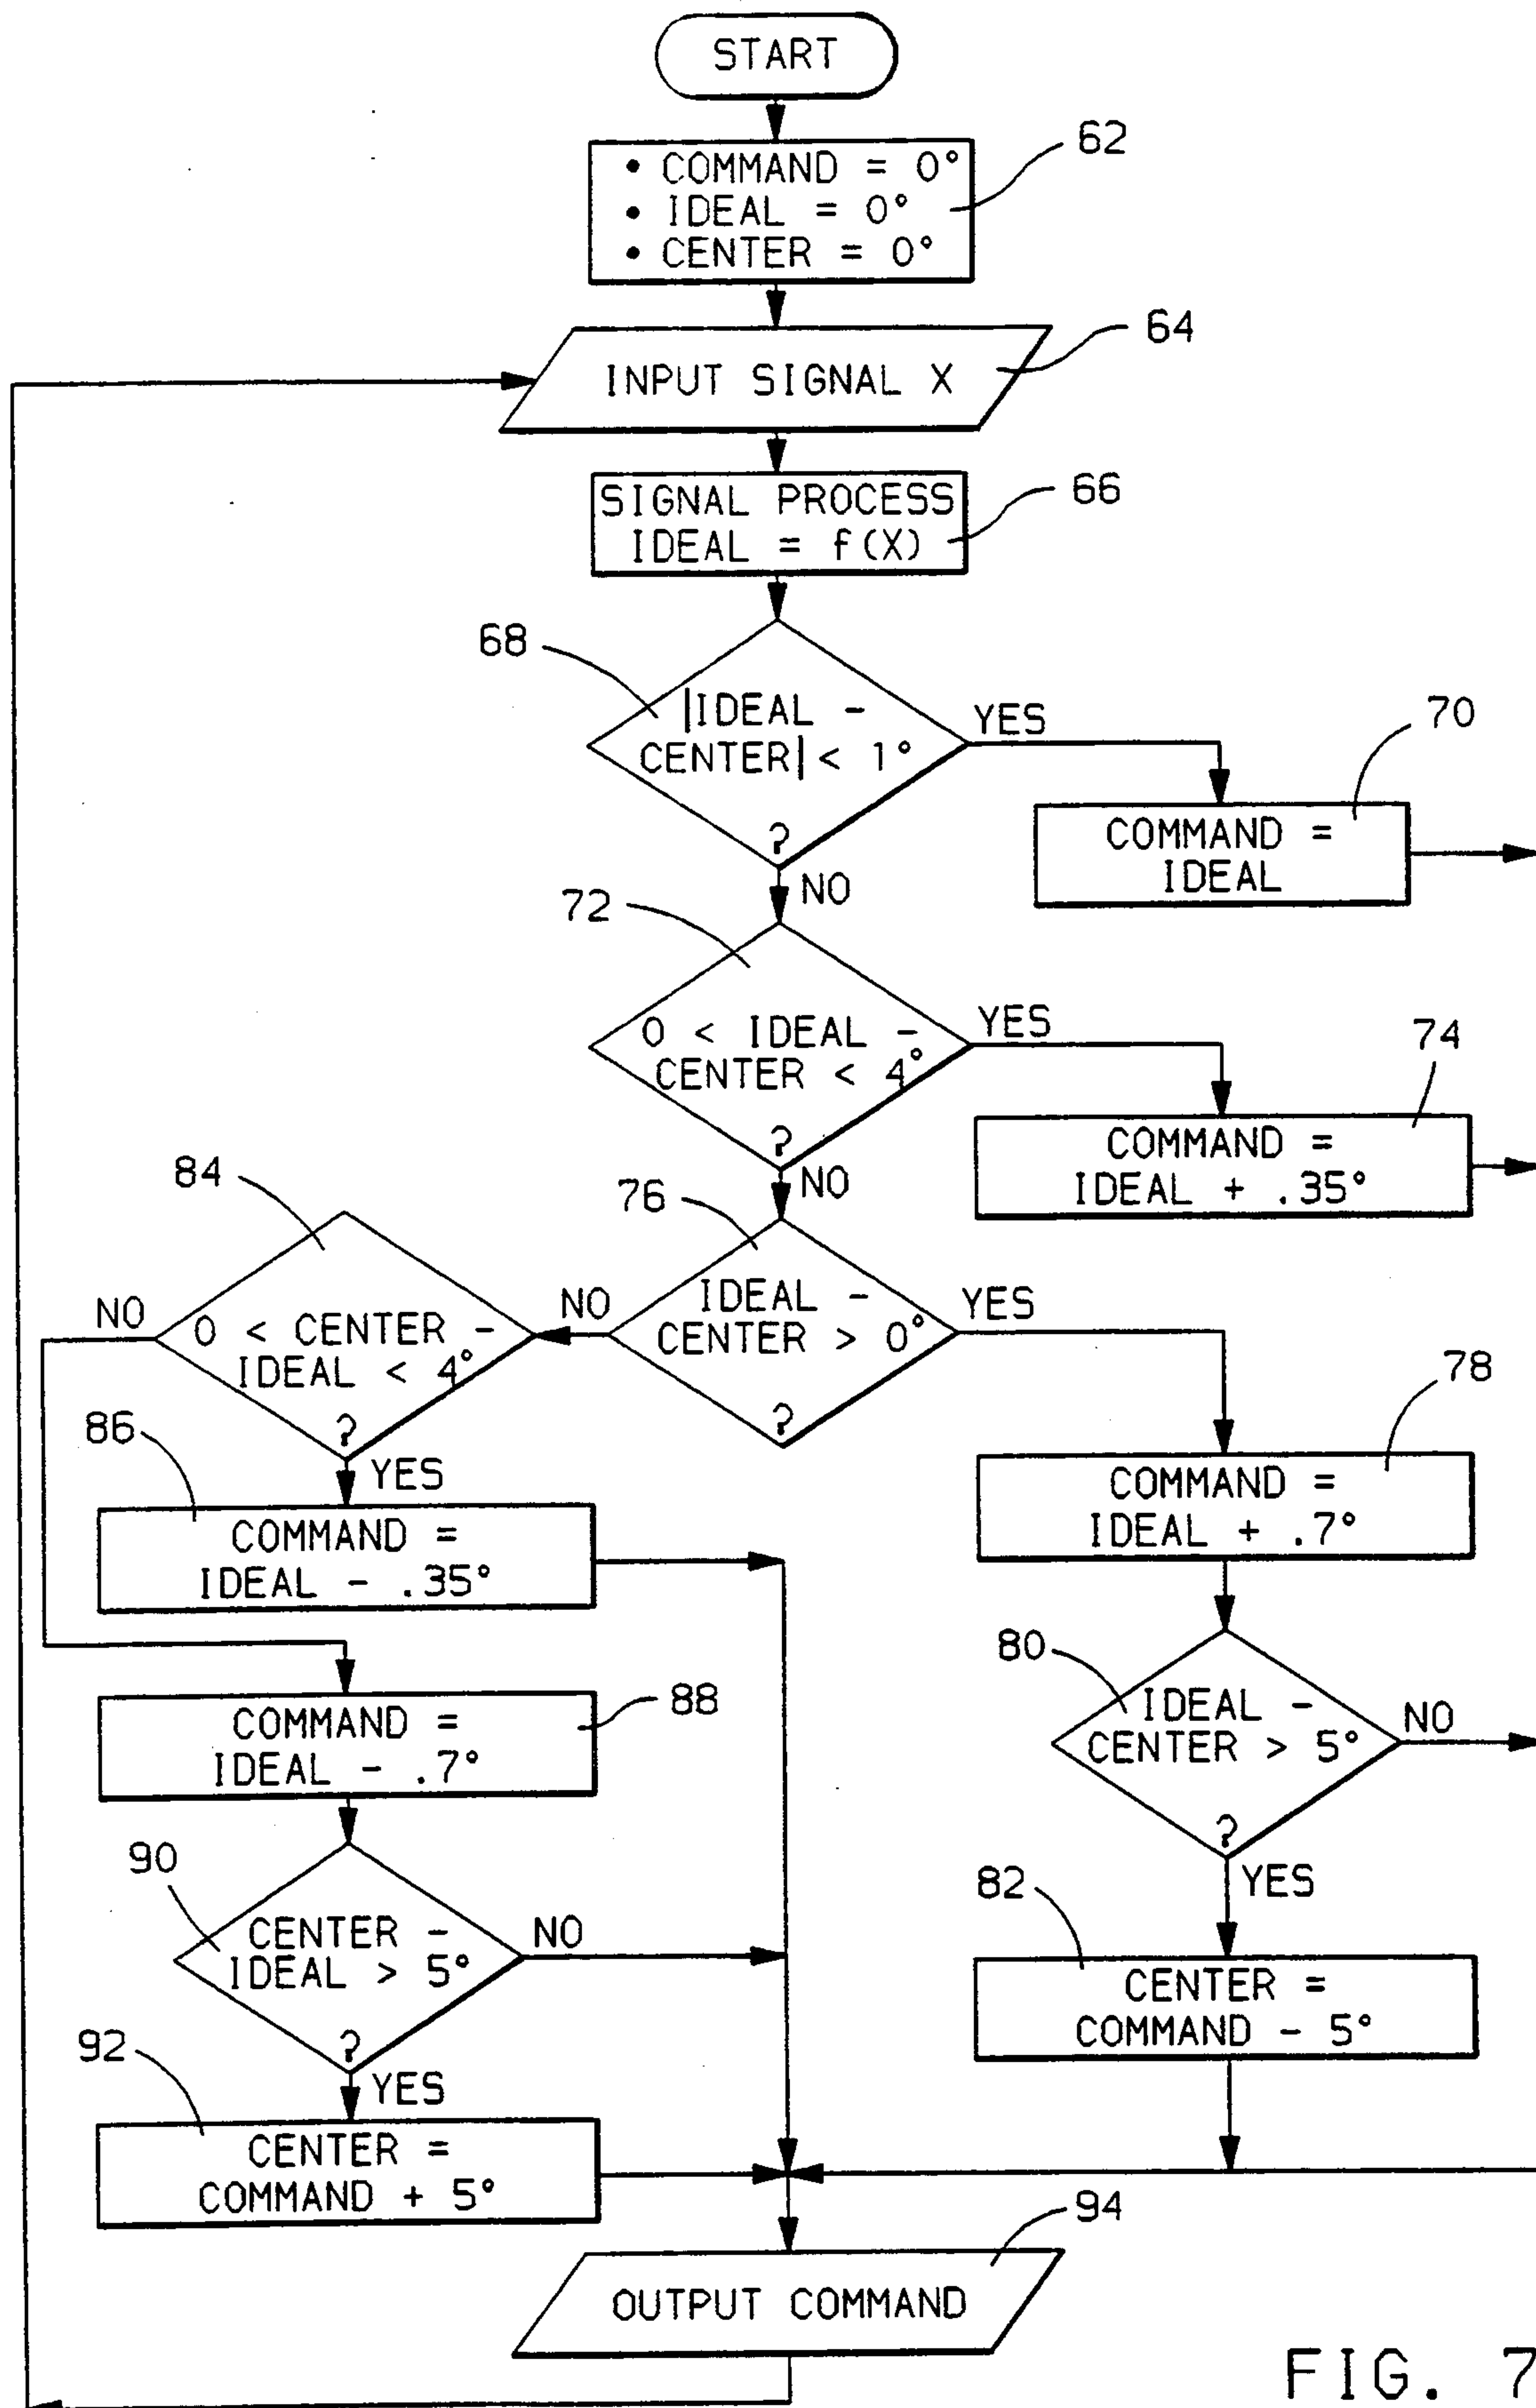 START
62
• COMMAND = 0°
• IDEAL = 0°
• CENTER = 0°
64
INPUT SIGNAL X
66
SIGNAL PROCESS
IDEAL = f(X)
68
|IDEAL -
CENTER| < 1°
?
YES
NO
70
COMMAND =
IDEAL
72
0 < IDEAL -
CENTER < 4°
?
YES
NO
74
COMMAND =
IDEAL + .35°
76
IDEAL -
CENTER > 0°
?
NO
YES
84
0 < CENTER -
IDEAL < 4°
?
NO
YES
78
COMMAND =
IDEAL + .7°
86
COMMAND =
IDEAL - .35°
80
IDEAL -
CENTER > 5°
?
NO
YES
88
COMMAND =
IDEAL - .7°
90
CENTER -
IDEAL > 5°
?
NO
YES
82
CENTER =
COMMAND - 5°
92
CENTER =
COMMAND + 5°
94
OUTPUT COMMAND
FIG. 7